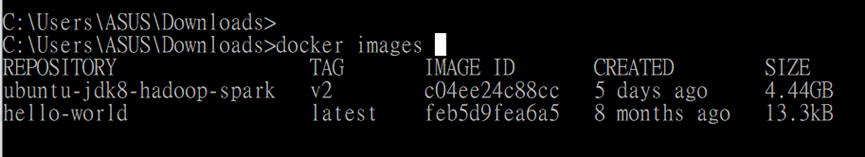 C:\Users\ASUS\Downloads>
C:\Users\ASUS\Downloads>docker images
REPOSITORY TAG IMAGE ID CREATED SIZE
ubuntu-jdk8-hadoop-spark v2 c04ee24c88cc 5 days ago 4.44GB
hello-world latest feb5d9fea6a5 8 months ago 13.3kB